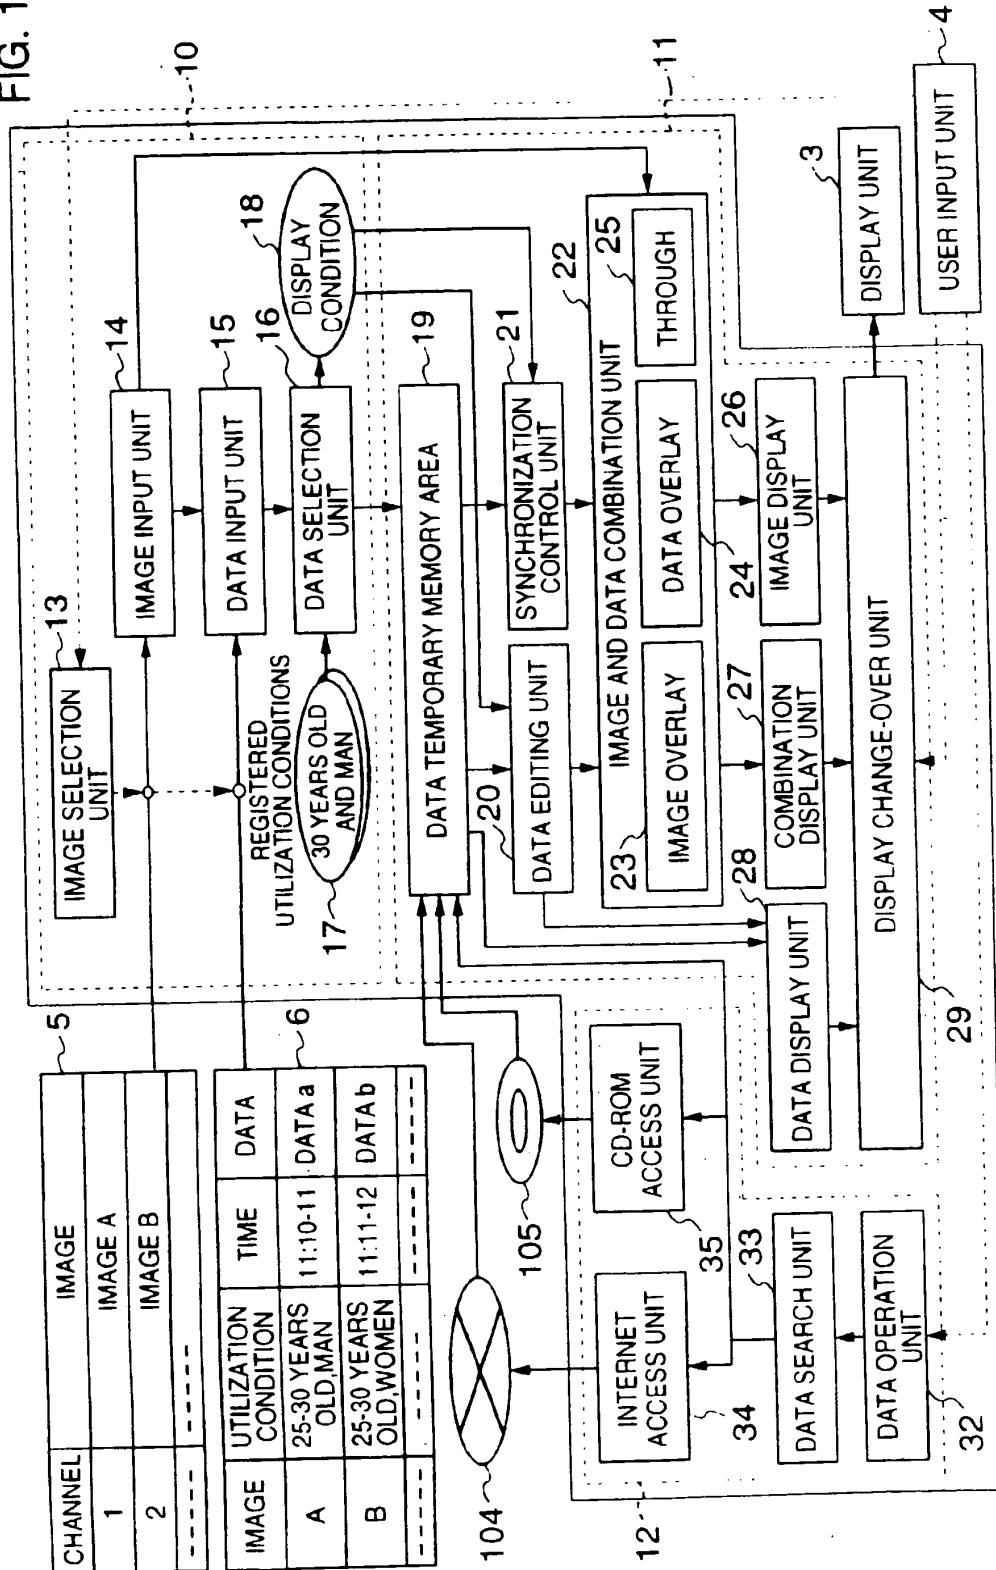 FIG. 1
10
11
4
3
5
CHANNEL IMAGE
1 IMAGE A
2 IMAGE B
6
IMAGE UTILIZATION CONDITION TIME DATA
A 25-30 YEARS OLD,MAN 11:10-11 DATA a
B 25-30 YEARS OLD,WOMEN 11:11-12 DATA b
13
IMAGE SELECTION
UNIT
14
IMAGE INPUT UNIT
15
DATA INPUT UNIT
16
DATA SELECTION
UNIT
REGISTERED
UTILIZATION CONDITIONS
17
30 YEARS OLD
AND MAN
18
DISPLAY
CONDITION
19
DATA TEMPORARY MEMORY AREA
20
DATA EDITING UNIT
21
SYNCHRONIZATION
CONTROL UNIT
22
IMAGE AND DATA COMBINATION UNIT
23
IMAGE OVERLAY
24
DATA OVERLAY
25
THROUGH
26
IMAGE DISPLAY
UNIT
27
COMBINATION
DISPLAY UNIT
28
DATA DISPLAY UNIT
29
DISPLAY CHANGE-OVER UNIT
DISPLAY UNIT
USER INPUT UNIT
104
105
12
INTERNET
ACCESS UNIT
34
CD-ROM
ACCESS UNIT
35
33
DATA SEARCH UNIT
DATA OPERATION
UNIT
32